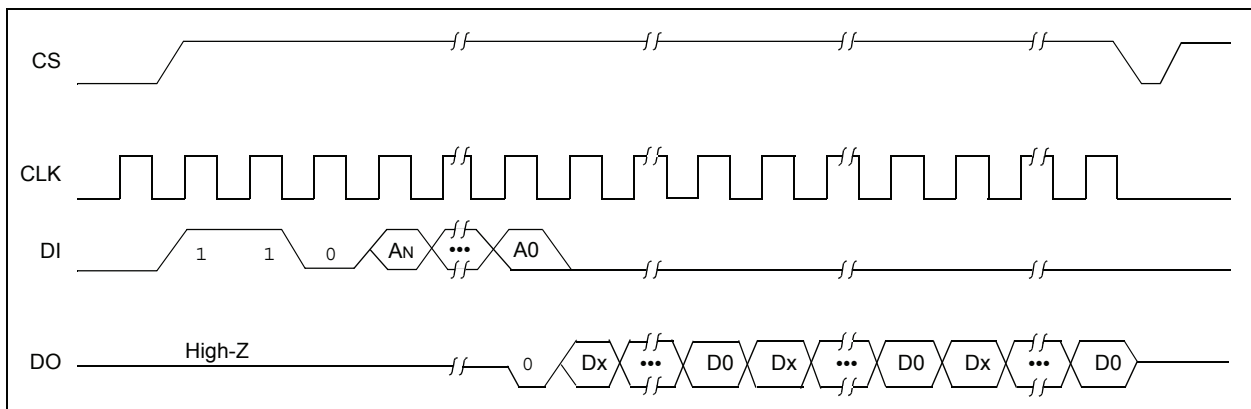 CS
CLK
DI 1 1 0 AN ••• A0
High-Z
DO 0 Dx ••• D0 Dx ••• D0 Dx ••• D0